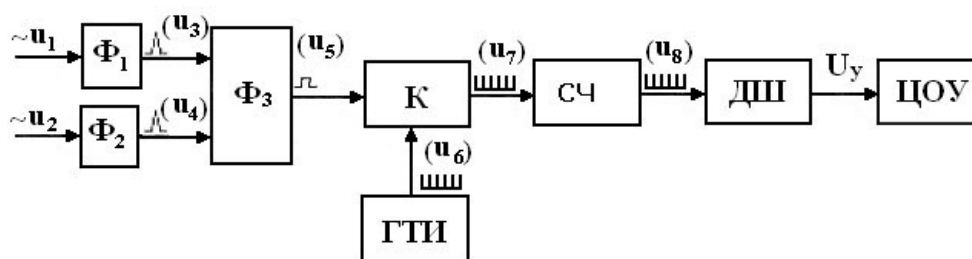 ~u1 Ф1 (u3)
~u2 Ф2 (u4)
Ф3 (u5)
К (u7)
(u6)
ГТИ
СЧ (u8)
ДШ Uу
ЦОУ